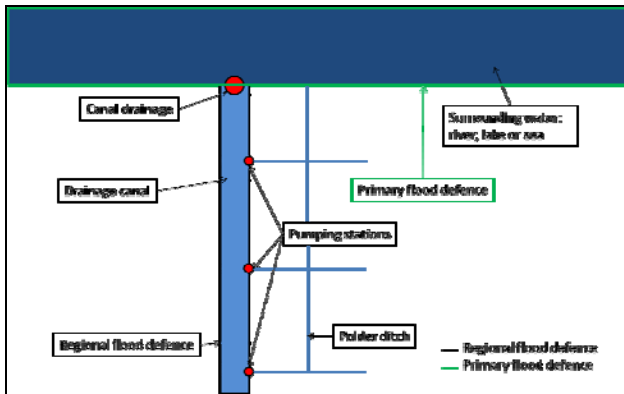 Canal drainage
Surrounding water:
river, lake or sea
Drainage canal
Primary flood defence
Pumping stations
Regional flood defence
Polder ditch
Regional flood defence
Primary flood defence